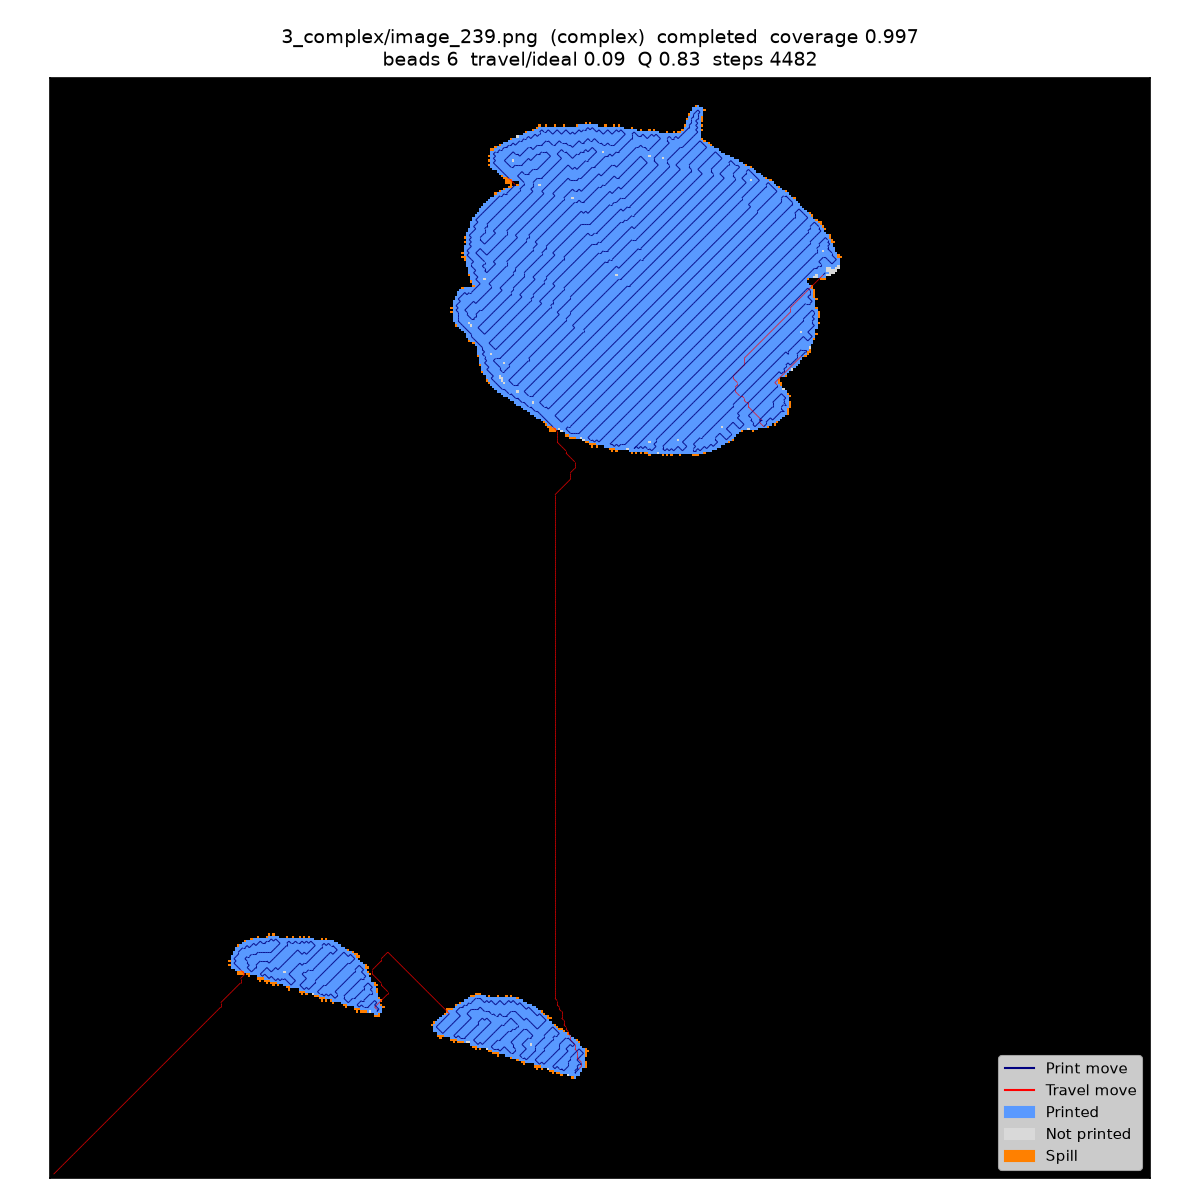 3_complex/image_239.png  (complex)  completed  coverage 0.997
beads 6  travel/ideal 0.09  Q 0.83  steps 4482
Print move
Travel move
Printed
Not printed
Spill